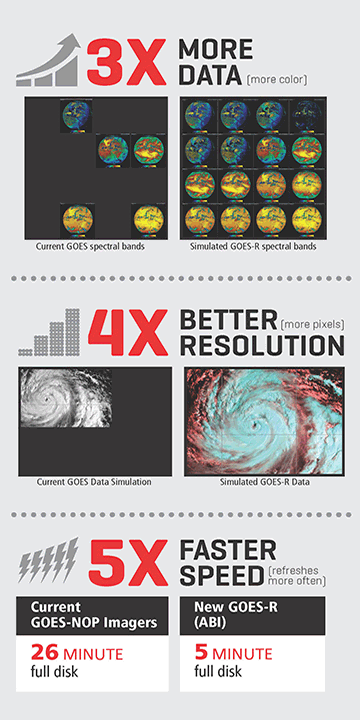 3X MORE
DATA (more color)
Current GOES spectral bands
Simulated GOES-R spectral bands
4X BETTER (more pixels)
RESOLUTION
Current GOES Data Simulation
Simulated GOES-R Data
5X FASTER
SPEED (refreshes
more often)
Current
GOES-NOP Imagers
26 MINUTE
full disk
New GOES-R
(ABI)
5 MINUTE
full disk